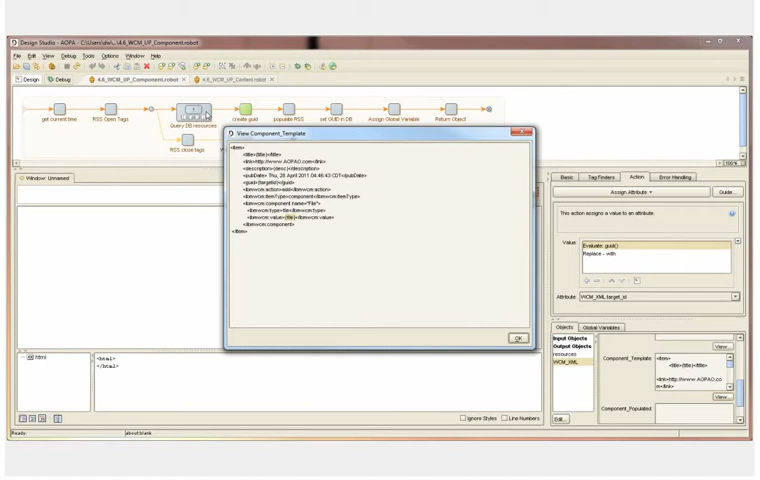 Design Studio - AOPA - C:\Users\dw\...\4.6_WCM_UP_Component.robot
File Edit View Debug Tools Options Window Help
Design Debug 4.6_WCM_UP_Component.robot 4.6_WCM_UP_Content.robot
get current time RSS Open Tags Query DB resources create guid populate RSS set GUID in DB Assign Global Variable Return Object
RSS close tags
100%
View Component_Template
<item>
<title>{title}</title>
<link>http://www.AOPAO.com</link>
<description>{desc}</description>
<pubDate> Thu, 28 April 2011 04:46:43 CDT</pubDate>
<guid>{targetid}</guid>
<ibmwcm:action>add</ibmwcm:action>
<ibmwcm:itemType>component</ibmwcm:itemType>
<ibmwcm:component name="File">
<ibmwcm:type>file</ibmwcm:type>
<ibmwcm:value>{file}</ibmwcm:value>
</ibmwcm:component>
</item>
OK
Window: Unnamed
Basic Tag Finders Action Error Handling
Assign Attribute Guide...
This action assigns a value to an attribute.
Value: Evaluate: guid()
Replace - with
Attribute: WCM_XML.target_id
Objects Global Variables
Input Objects
Output Objects
resources
WCM_XML
View...
Component_Template: <item>
<title>{title}</title>
<link>http://www.AOPAO.co
m</link>
View...
Component_Populated:
Edit...
html
<html>
</html>
Ignore Styles Line Numbers
Ready. about:blank